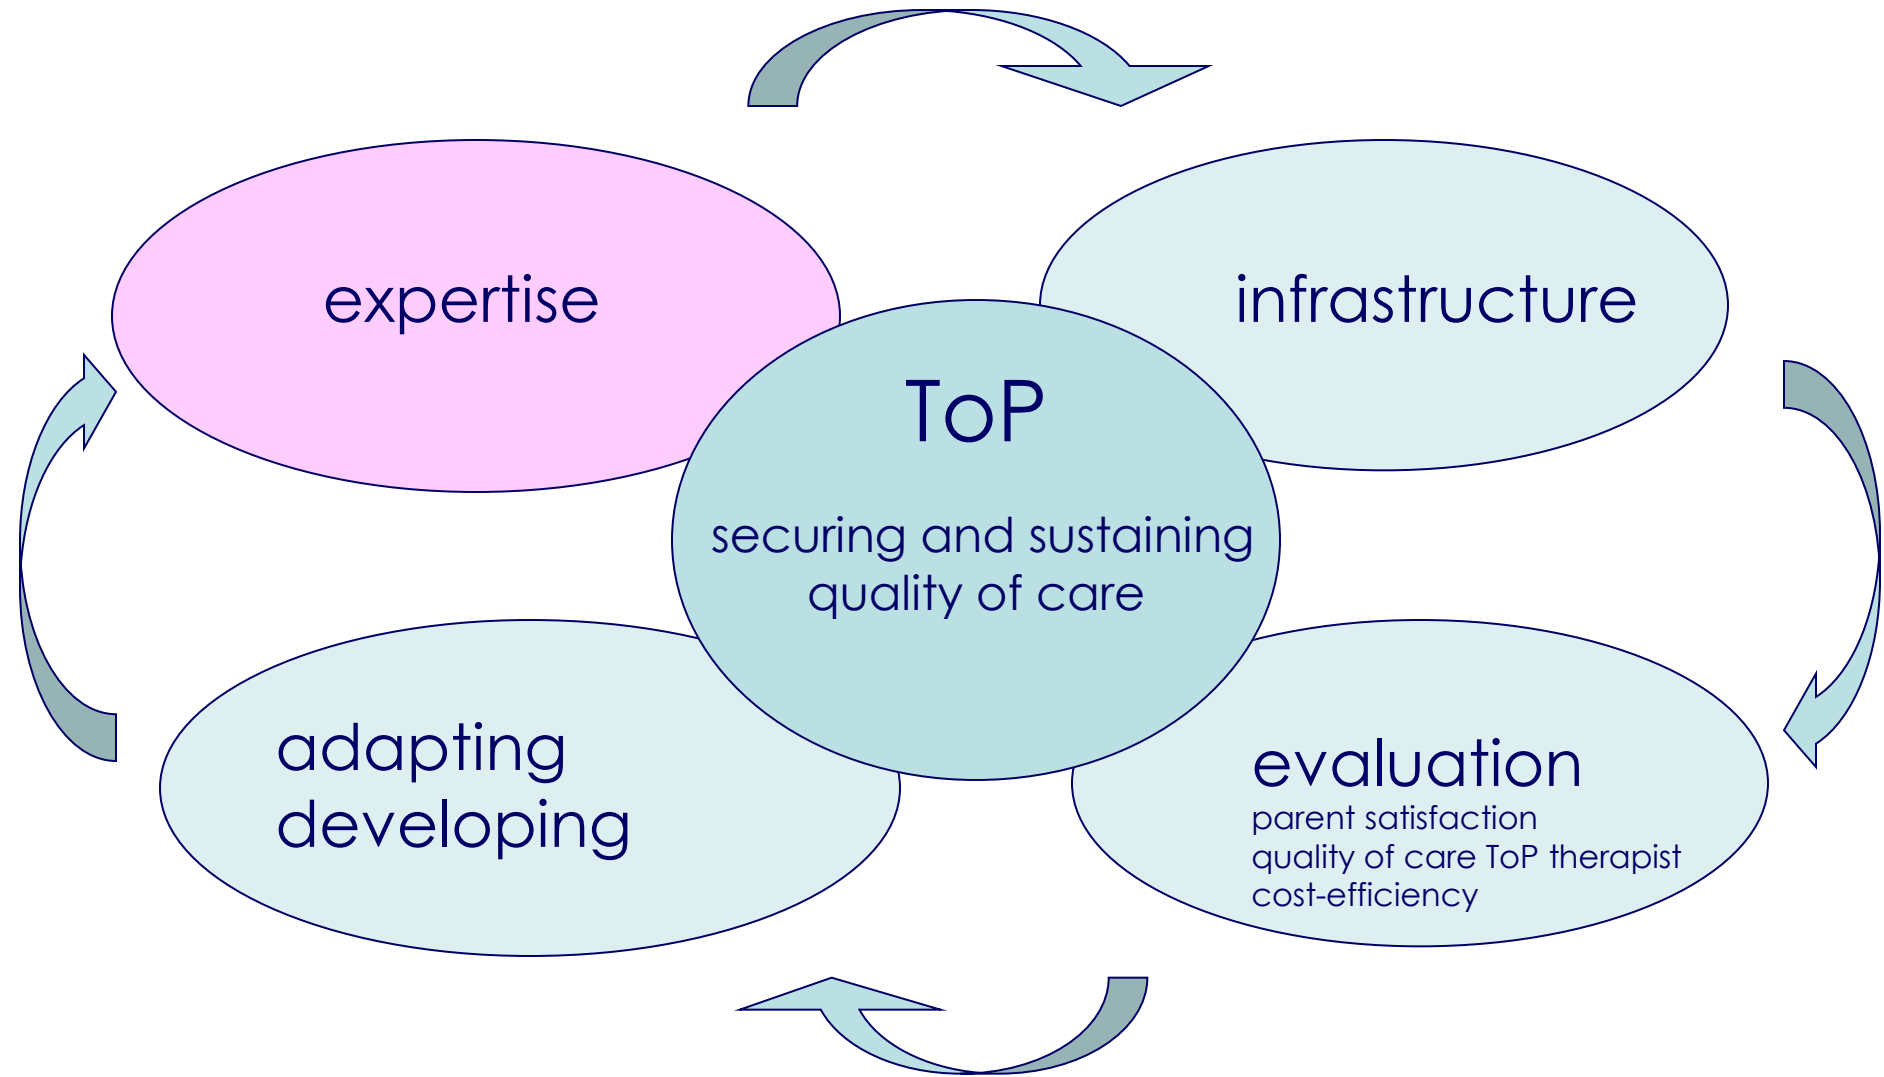 expertise
infrastructure
ToP
securing and sustaining
quality of care
adapting
developing
evaluation
parent satisfaction
quality of care ToP therapist
cost-efficiency